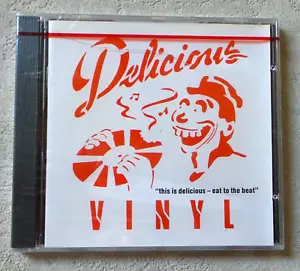 Delicious
"this is delicious – eat to the beat"
VINYL